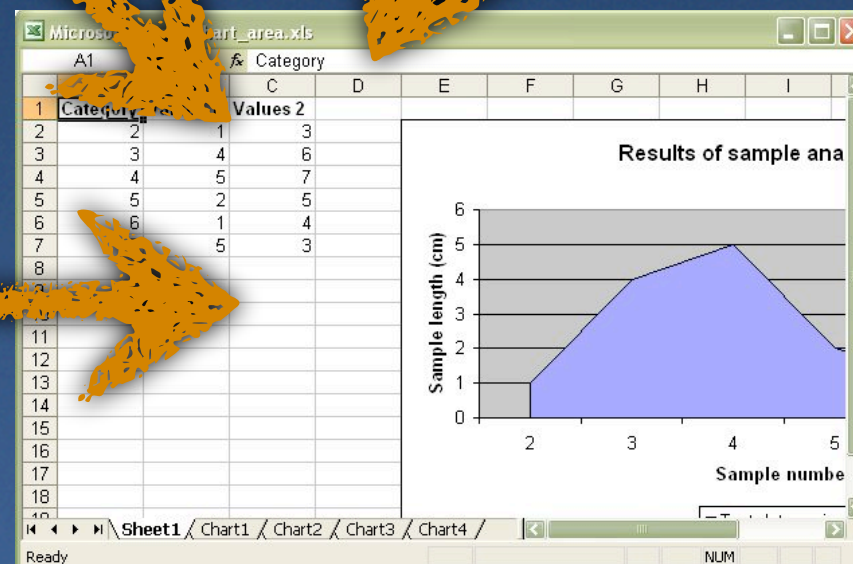 art_area.xls
A1 fx Category
C D E F G H I
1 Category Values 2
2 2 1 3
3 3 4 6
4 4 5 7
5 5 2 5
6 6 1 4
7 5 3
8
11
12
13
14
15
16
17
18
Results of sample ana
6
5
4
3
2
1
0
Sample length (cm)
2 3 4 5
Sample numbe
Sheet1 Chart1 Chart2 Chart3 Chart4
Ready NUM